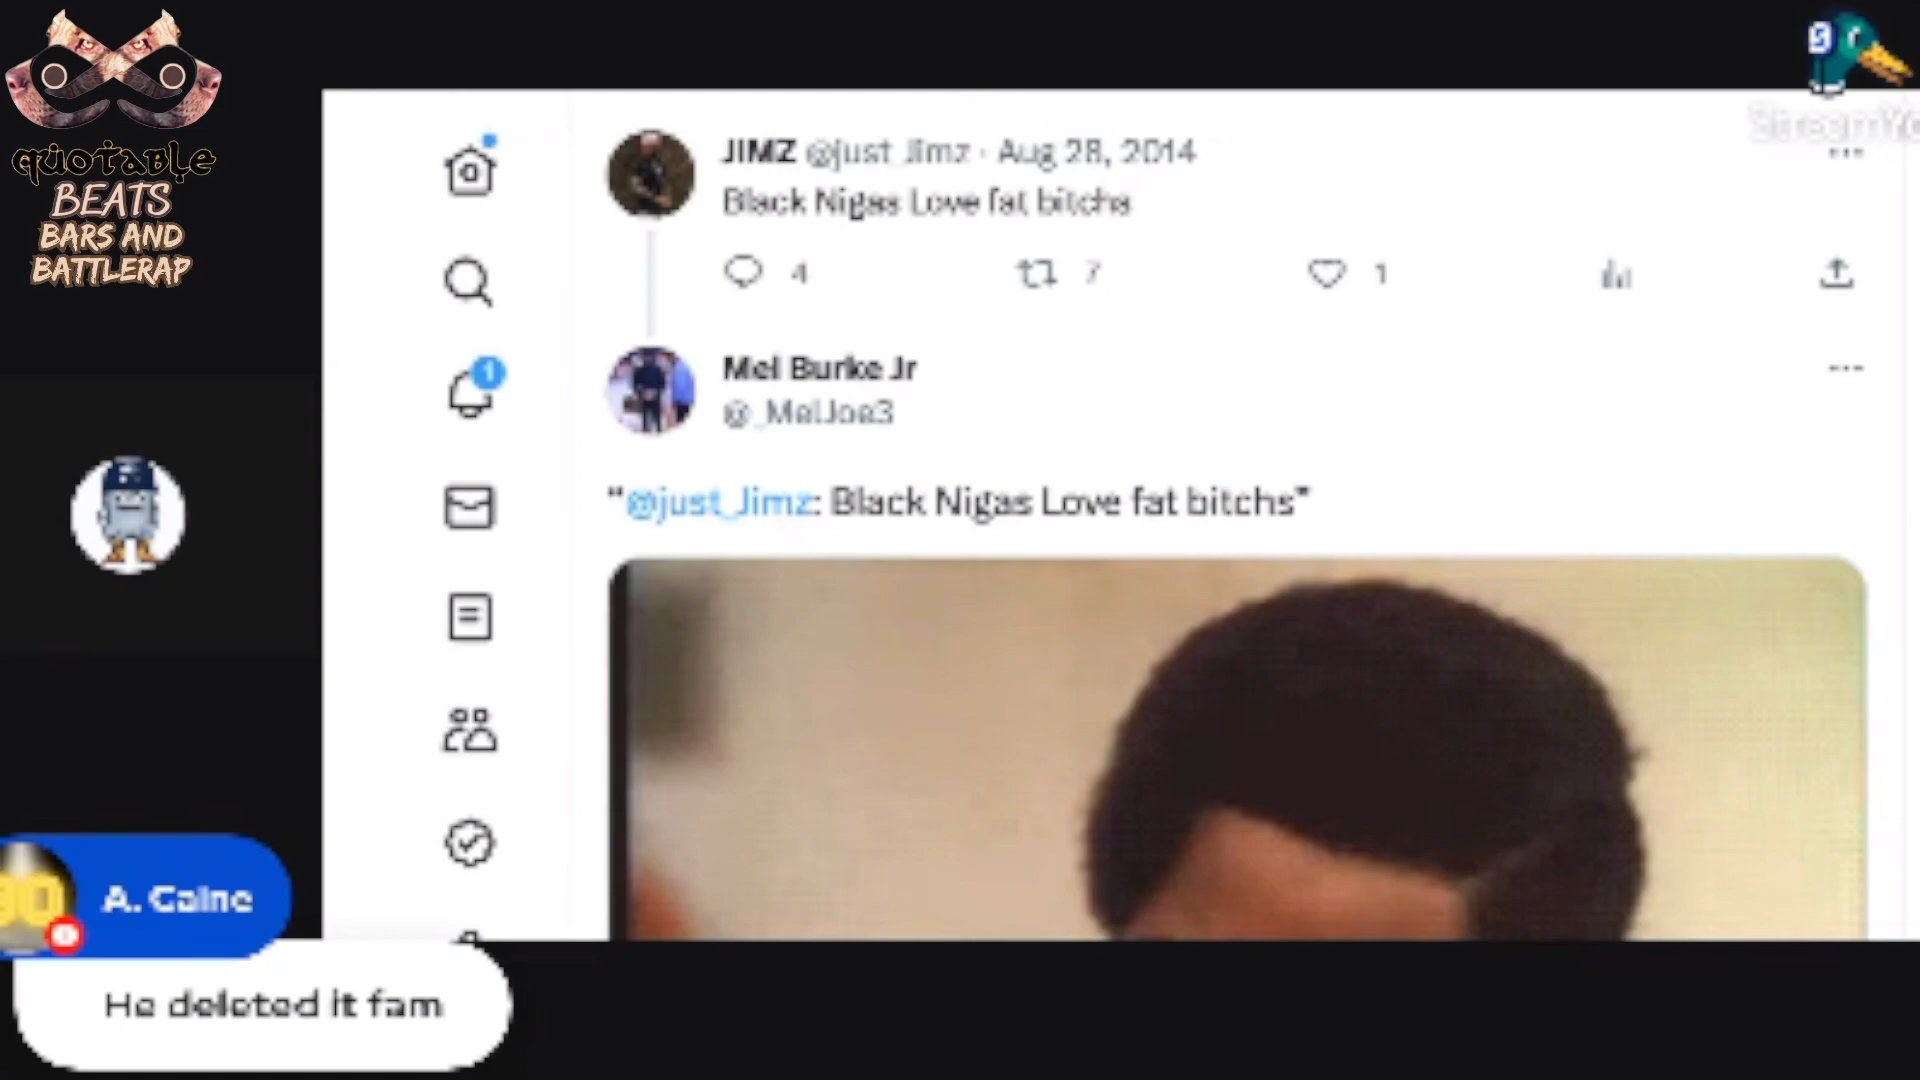 QUOTABLE
BEATS
BARS AND
BATTLERAP
JIMZ @just_Jimz · Aug 28, 2014
Black Nigas Love fat bitchs
4 7 1
1
Mel Burke Jr
@_MelJoe3
"@just_Jimz: Black Nigas Love fat bitchs"
A. Caine
He deleted it fam